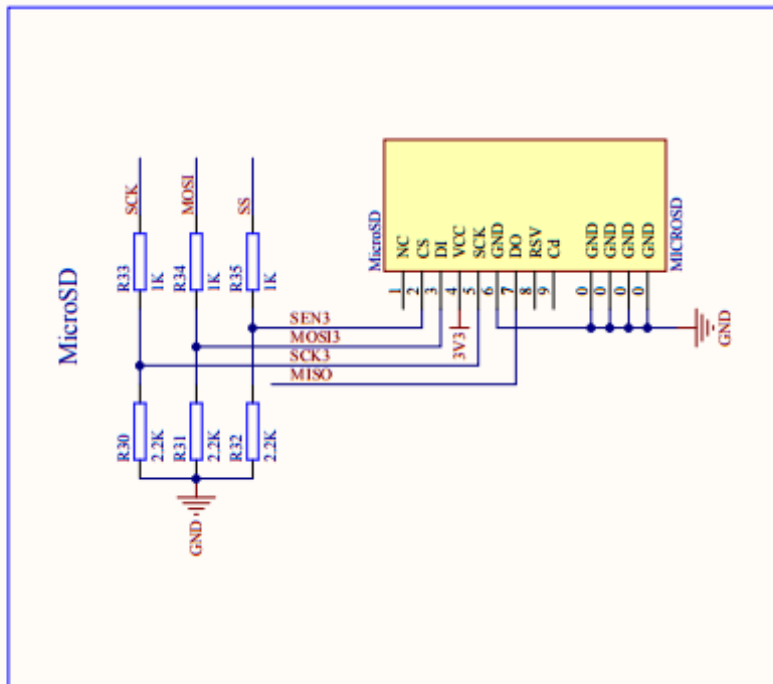 MicroSD
SCK
MOSI
SS
R33
1K
R34
1K
R35
1K
R30
2.2K
R31
2.2K
R32
2.2K
GND
SEN3
MOSI3
SCK3
MISO
MicroSD
NC
CS
DI
VCC
SCK
GND
DO
RSV
Cd
GND
GND
GND
GND
MICROSD
1
2
3
4
5
6
7
8
9
0
0
0
0
3V3
GND